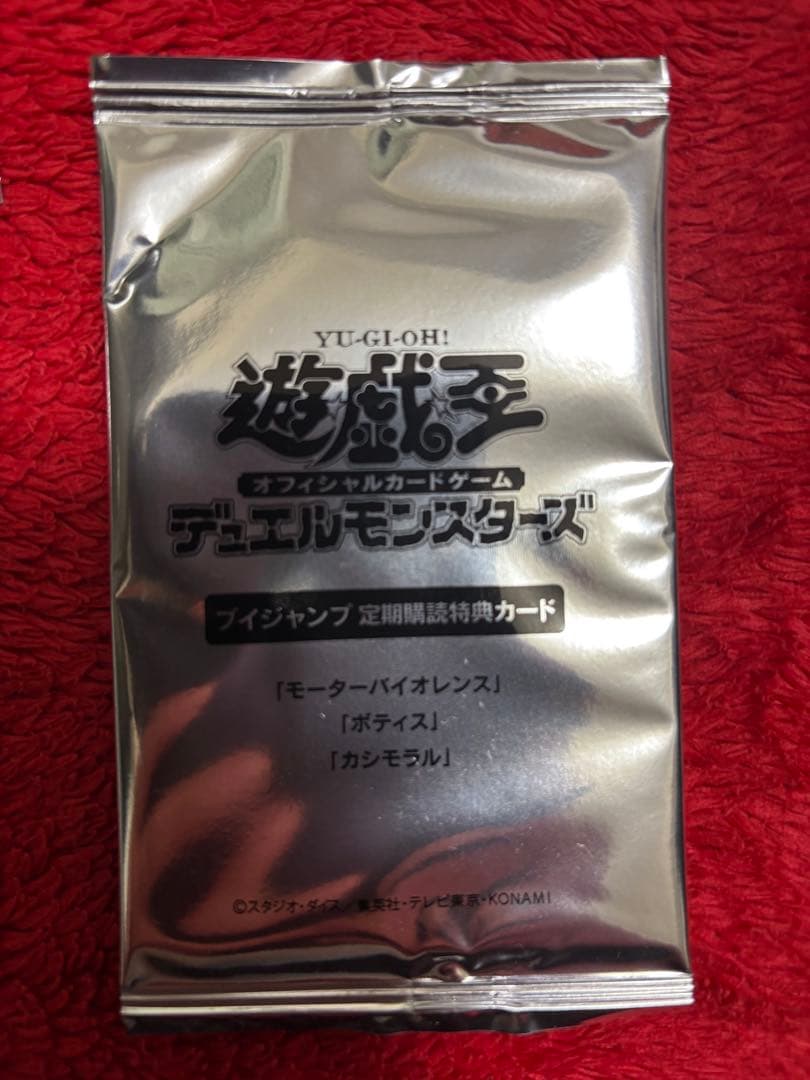 YU-GI-OH!
遊戯王
オフィシャルカードゲーム
デュエルモンスターズ
ブイジャンプ 定期購読特典カード
「モーターバイオレンス」
「ボティス」
「カシモラル」
©スタジオ・ダイス/集英社・テレビ東京・KONAMI